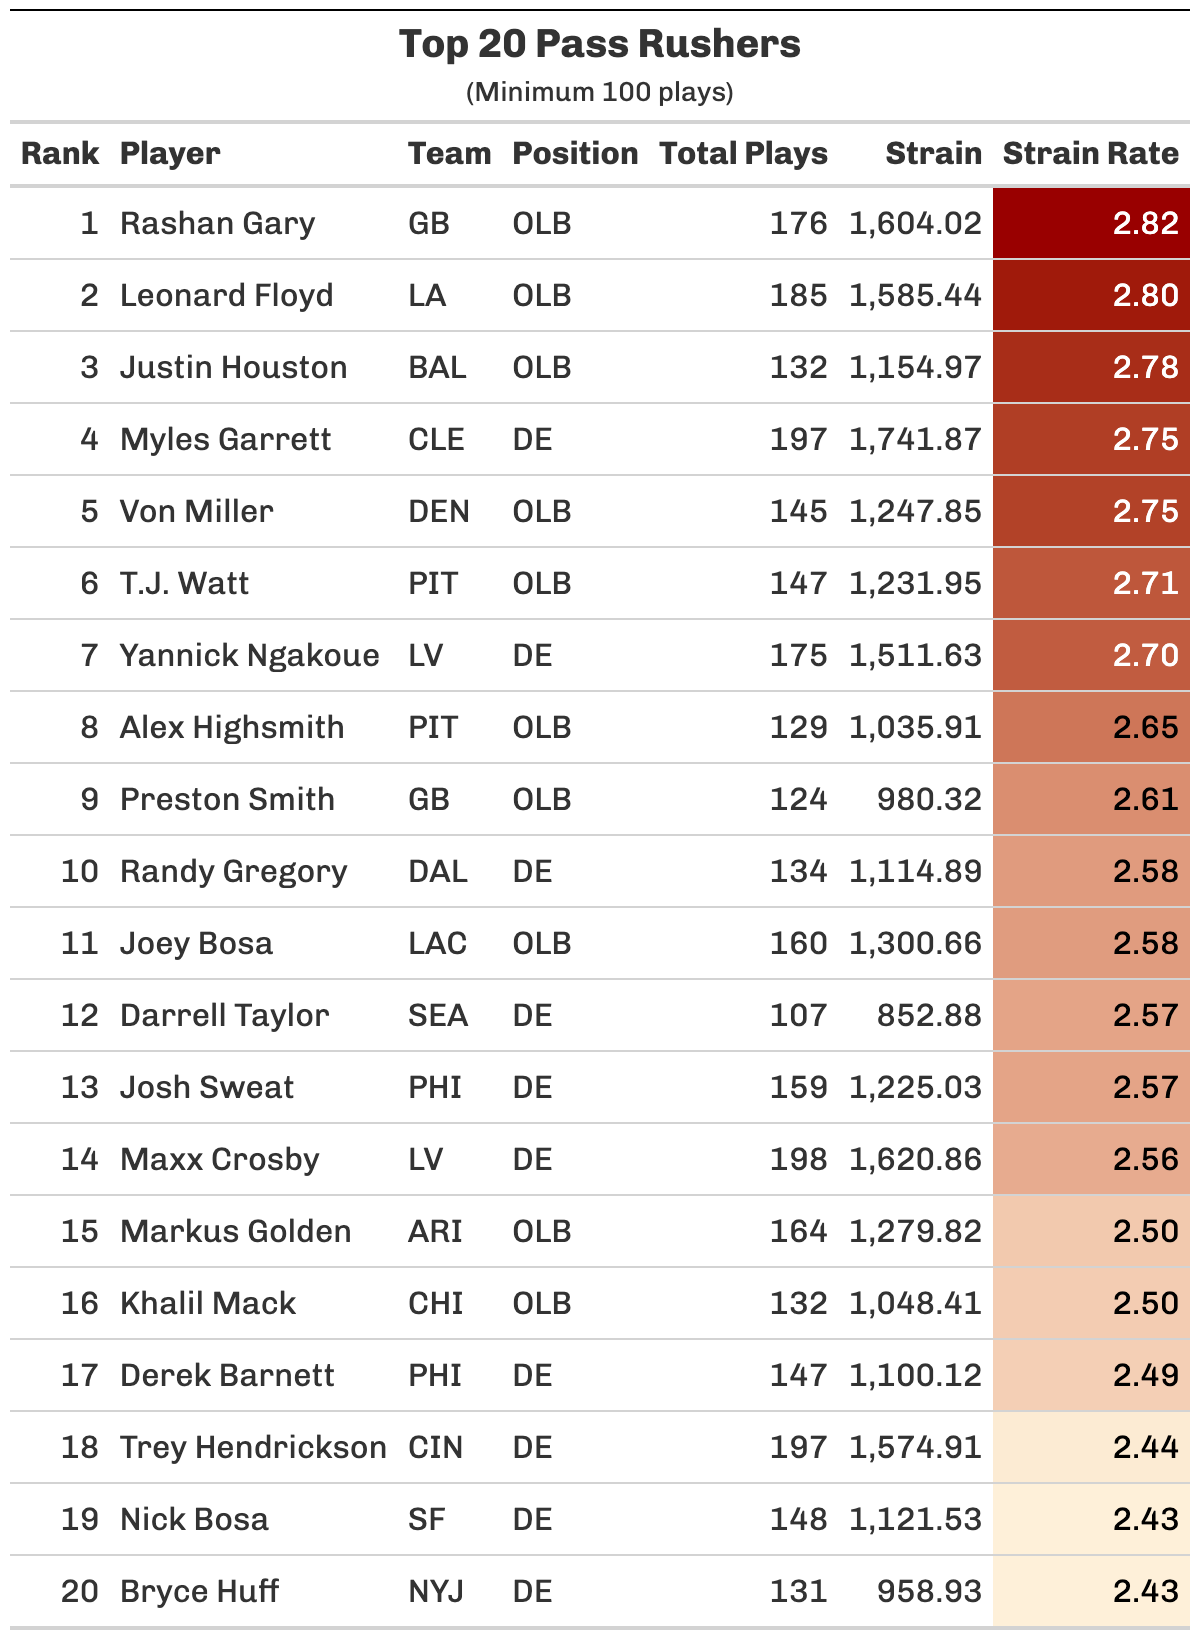 Top 20 Pass Rushers
(Minimum 100 plays)
Rank Player Team Position Total Plays Strain Strain Rate
1 Rashan Gary GB OLB 176 1,604.02 2.82
2 Leonard Floyd LA OLB 185 1,585.44 2.80
3 Justin Houston BAL OLB 132 1,154.97 2.78
4 Myles Garrett CLE DE 197 1,741.87 2.75
5 Von Miller DEN OLB 145 1,247.85 2.75
6 T.J. Watt PIT OLB 147 1,231.95 2.71
7 Yannick Ngakoue LV DE 175 1,511.63 2.70
8 Alex Highsmith PIT OLB 129 1,035.91 2.65
9 Preston Smith GB OLB 124 980.32 2.61
10 Randy Gregory DAL DE 134 1,114.89 2.58
11 Joey Bosa LAC OLB 160 1,300.66 2.58
12 Darrell Taylor SEA DE 107 852.88 2.57
13 Josh Sweat PHI DE 159 1,225.03 2.57
14 Maxx Crosby LV DE 198 1,620.86 2.56
15 Markus Golden ARI OLB 164 1,279.82 2.50
16 Khalil Mack CHI OLB 132 1,048.41 2.50
17 Derek Barnett PHI DE 147 1,100.12 2.49
18 Trey Hendrickson CIN DE 197 1,574.91 2.44
19 Nick Bosa SF DE 148 1,121.53 2.43
20 Bryce Huff NYJ DE 131 958.93 2.43